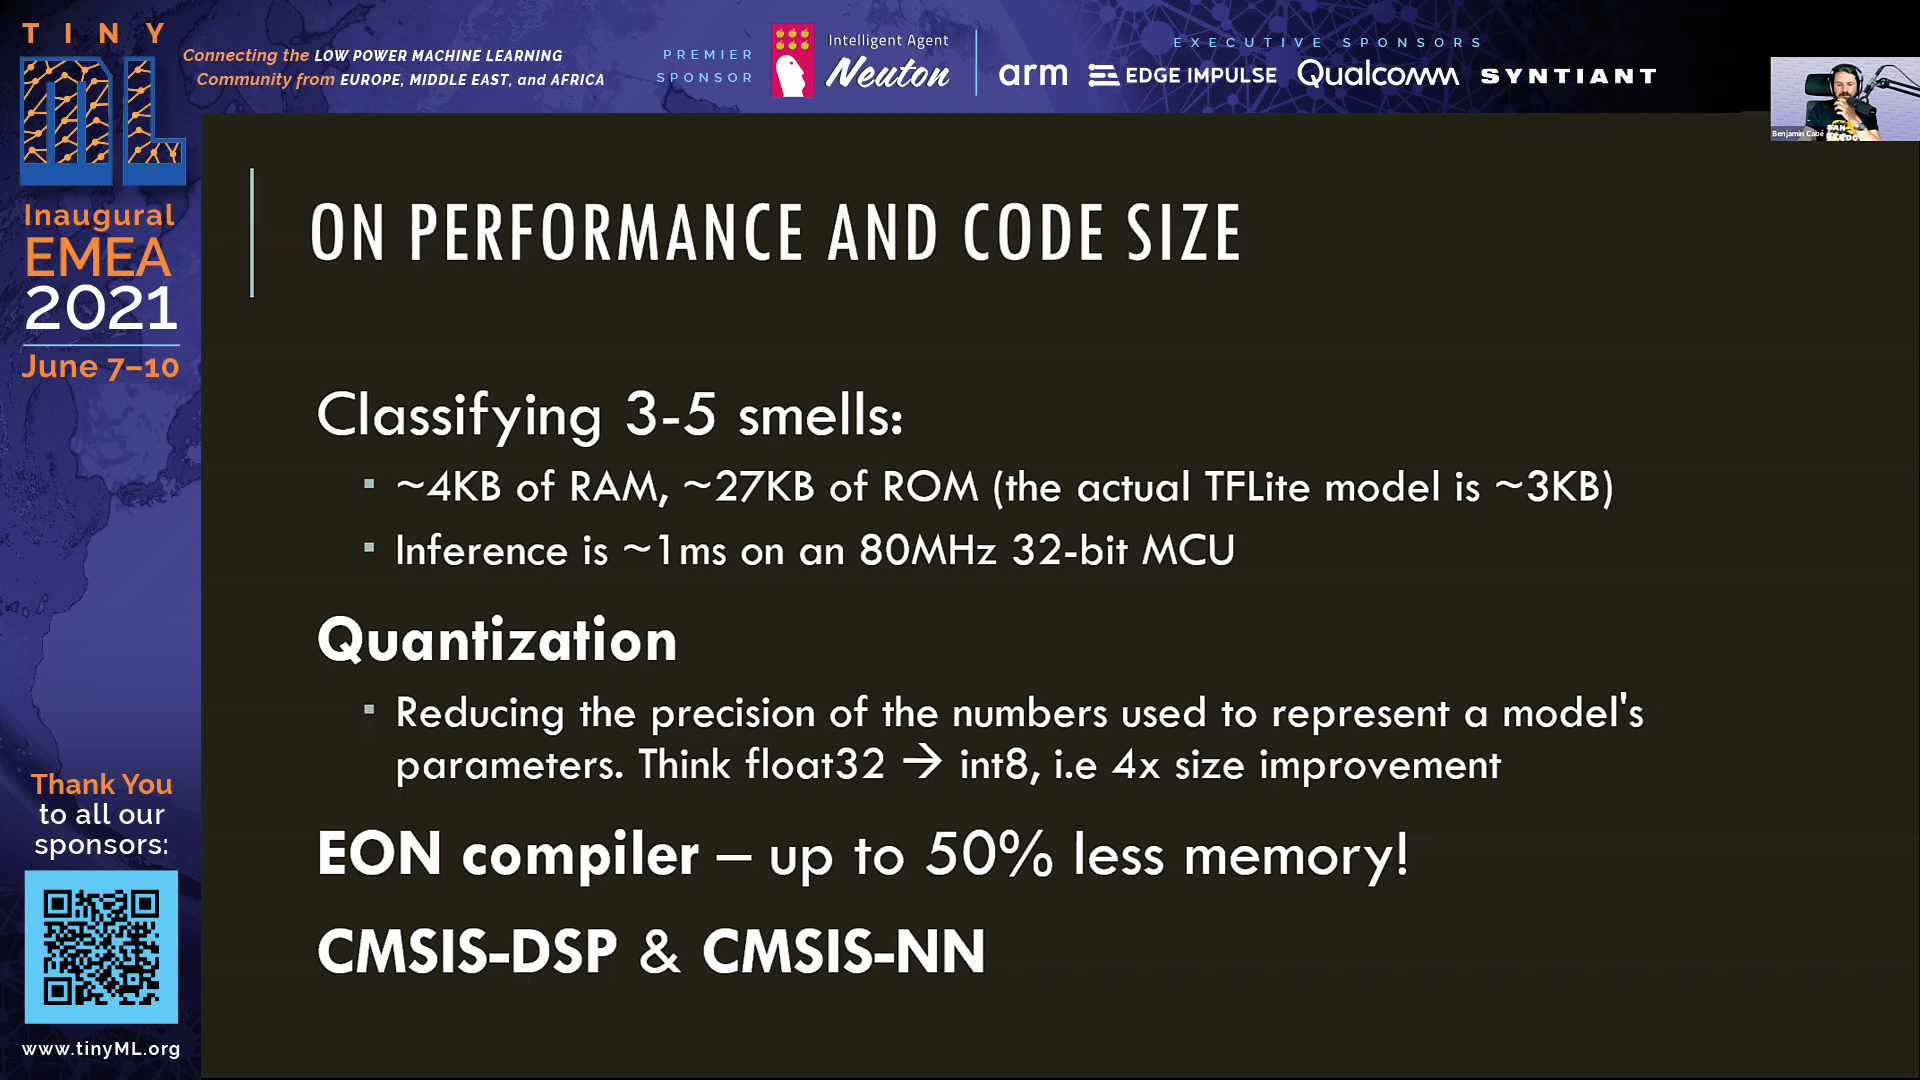 TINY
ML
Connecting the LOW POWER MACHINE LEARNING
Community from EUROPE, MIDDLE EAST, and AFRICA
PREMIER
SPONSOR
Intelligent Agent
Neuton
EXECUTIVE SPONSORS
arm
EDGE IMPULSE
Qualcomm
SYNTIANT
Benjamin Cabé
Inaugural
EMEA
2021
June 7–10
ON PERFORMANCE AND CODE SIZE
Classifying 3-5 smells:
▪ ~4KB of RAM, ~27KB of ROM (the actual TFLite model is ~3KB)
▪ Inference is ~1ms on an 80MHz 32-bit MCU
Quantization
▪ Reducing the precision of the numbers used to represent a model's
parameters. Think float32 → int8, i.e 4x size improvement
EON compiler – up to 50% less memory!
CMSIS-DSP & CMSIS-NN
Thank You
to all our
sponsors:
www.tinyML.org